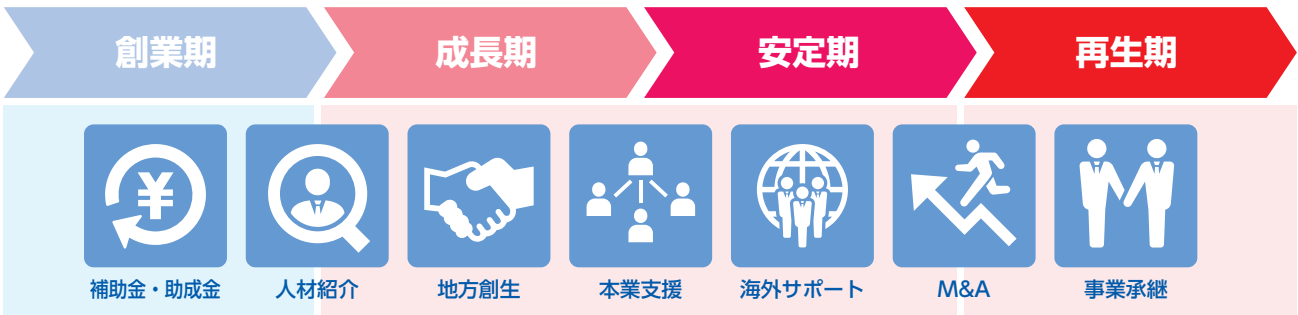 創業期
成長期
安定期
再生期
¥
補助金・助成金
人材紹介
地方創生
本業支援
海外サポート
M&A
事業承継